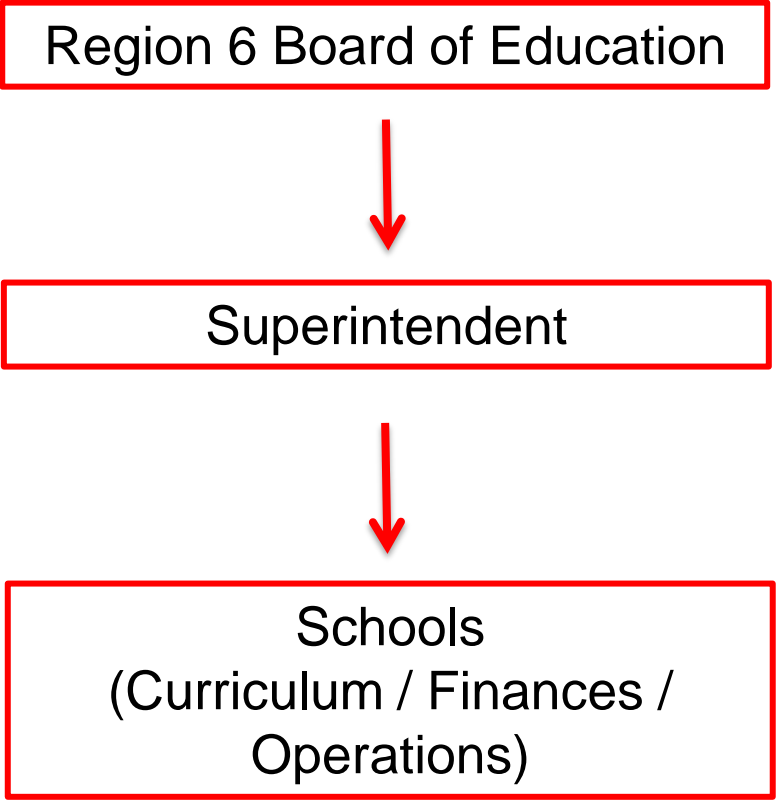 Region 6 Board of Education
Superintendent
Schools
(Curriculum / Finances /
Operations)